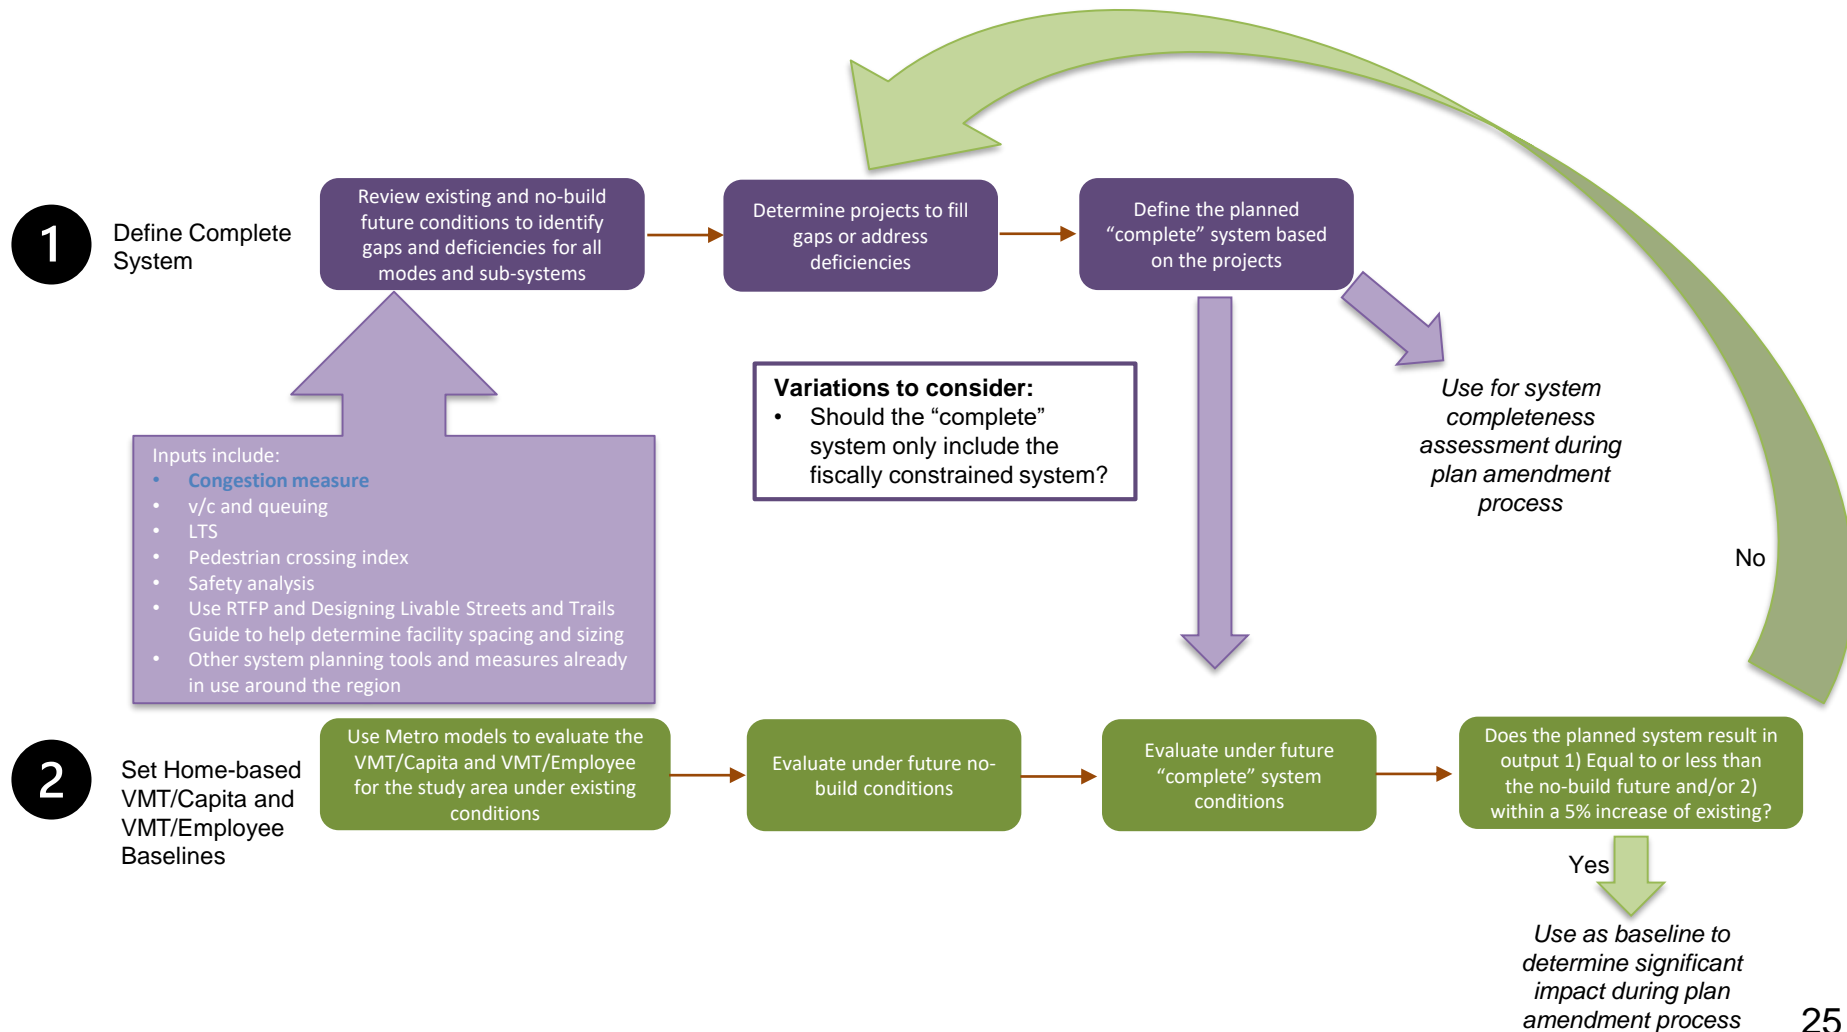 1
Define Complete
System
Review existing and no-build
future conditions to identify
gaps and deficiencies for all
modes and sub-systems
Determine projects to fill
gaps or address
deficiencies
Define the planned
“complete” system based
on the projects
Inputs include:
• Congestion measure
• v/c and queuing
• LTS
• Pedestrian crossing index
• Safety analysis
• Use RTFP and Designing Livable Streets and Trails
Guide to help determine facility spacing and sizing
• Other system planning tools and measures already
in use around the region
Variations to consider:
• Should the “complete”
system only include the
fiscally constrained system?
Use for system
completeness
assessment during
plan amendment
process
No
2
Set Home-based
VMT/Capita and
VMT/Employee
Baselines
Use Metro models to evaluate the
VMT/Capita and VMT/Employee
for the study area under existing
conditions
Evaluate under future no-
build conditions
Evaluate under future
“complete” system
conditions
Does the planned system result in
output 1) Equal to or less than
the no-build future and/or 2)
within a 5% increase of existing?
Yes
Use as baseline to
determine significant
impact during plan
amendment process
25